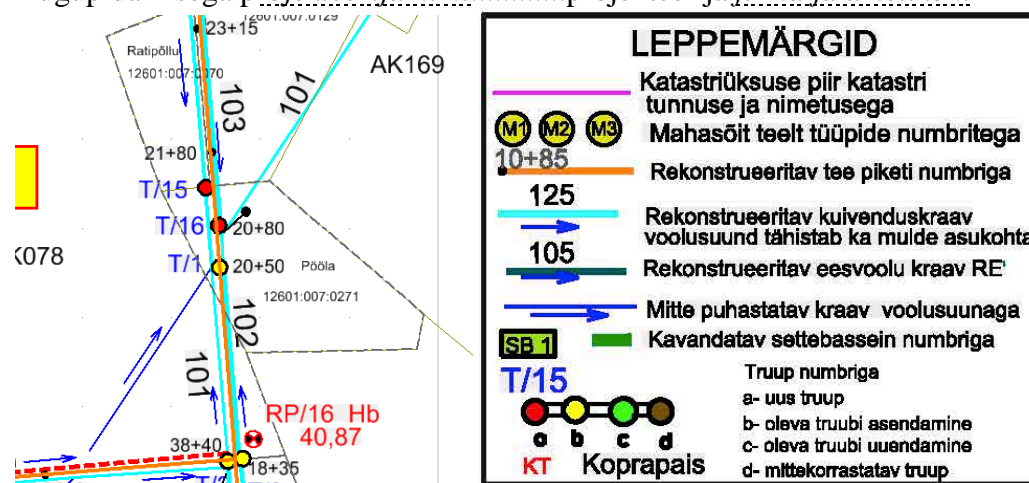 12601:007:0129
23+15
Ratipõllu
12601:007:0070
103
101
AK169
21+80
T/15
T/16
20+80
T/1
20+50
Pööla
12601:007:0271
K078
102
101
RP/16 Hb
40,87
38+40
18+35
LEPPEMÄRGID
Katastriüksuse piir katastri
tunnuse ja nimetusega
M1 M2 M3
Mahasõit teelt tüüpide numbritega
10+85
Rekonstrueeritav tee piketi numbriga
125
Rekonstrueeritav kuivenduskraav
voolusuund tähistab ka mulde asukohta
105
Rekonstrueeritav eesvoolu kraav RE
Mitte puhastatav kraav voolusuunaga
SB 1
Kavandatav settebassein numbriga
T/15
Truup numbriga
a- uus truup
b- oleva truubi asendamine
c- oleva truubi uuendamine
d- mittekorrastatav truup
a b c d
KT Koprapais